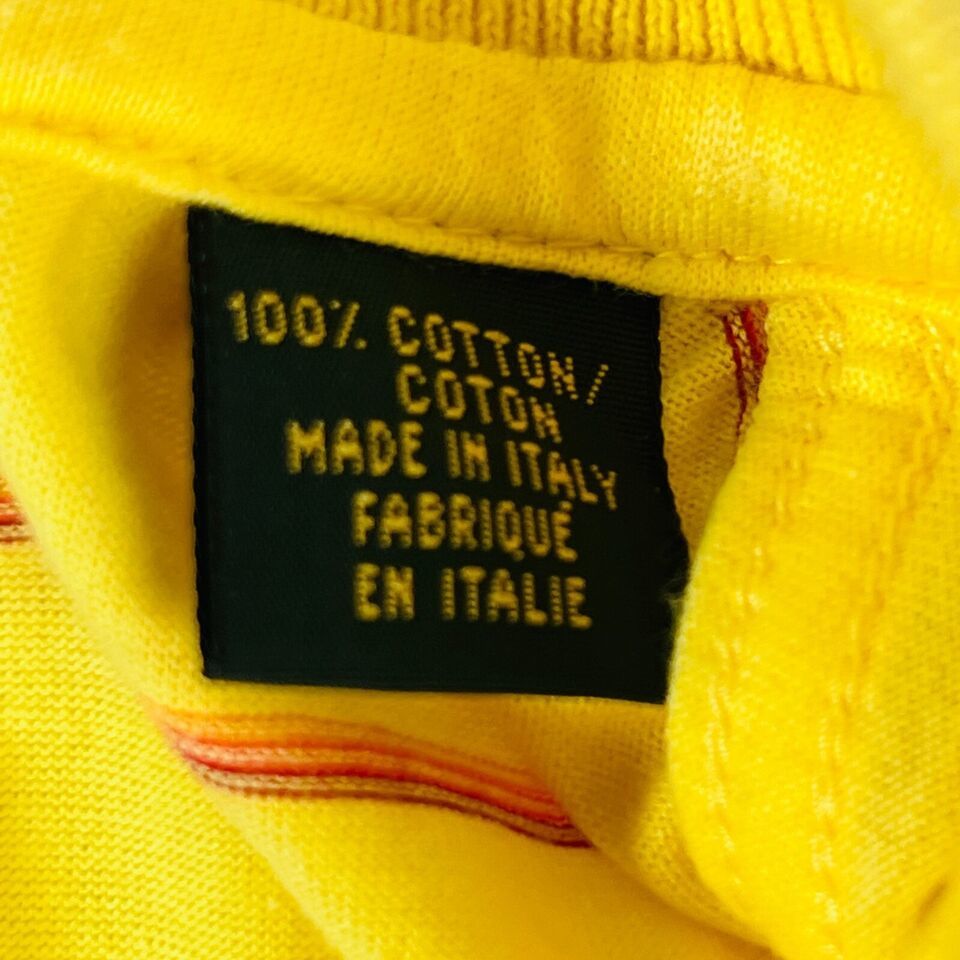 100% COTTON/
COTON
MADE IN ITALY
FABRIQUÉ
EN ITALIE